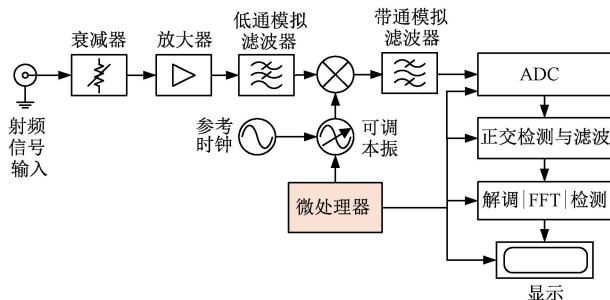 衰减器
放大器
低通模拟
滤波器
带通模拟
滤波器
ADC
射频
信号
输入
参考
时钟
可调
本振
正交检测与滤波
微处理器
解调|FFT|检测
显示